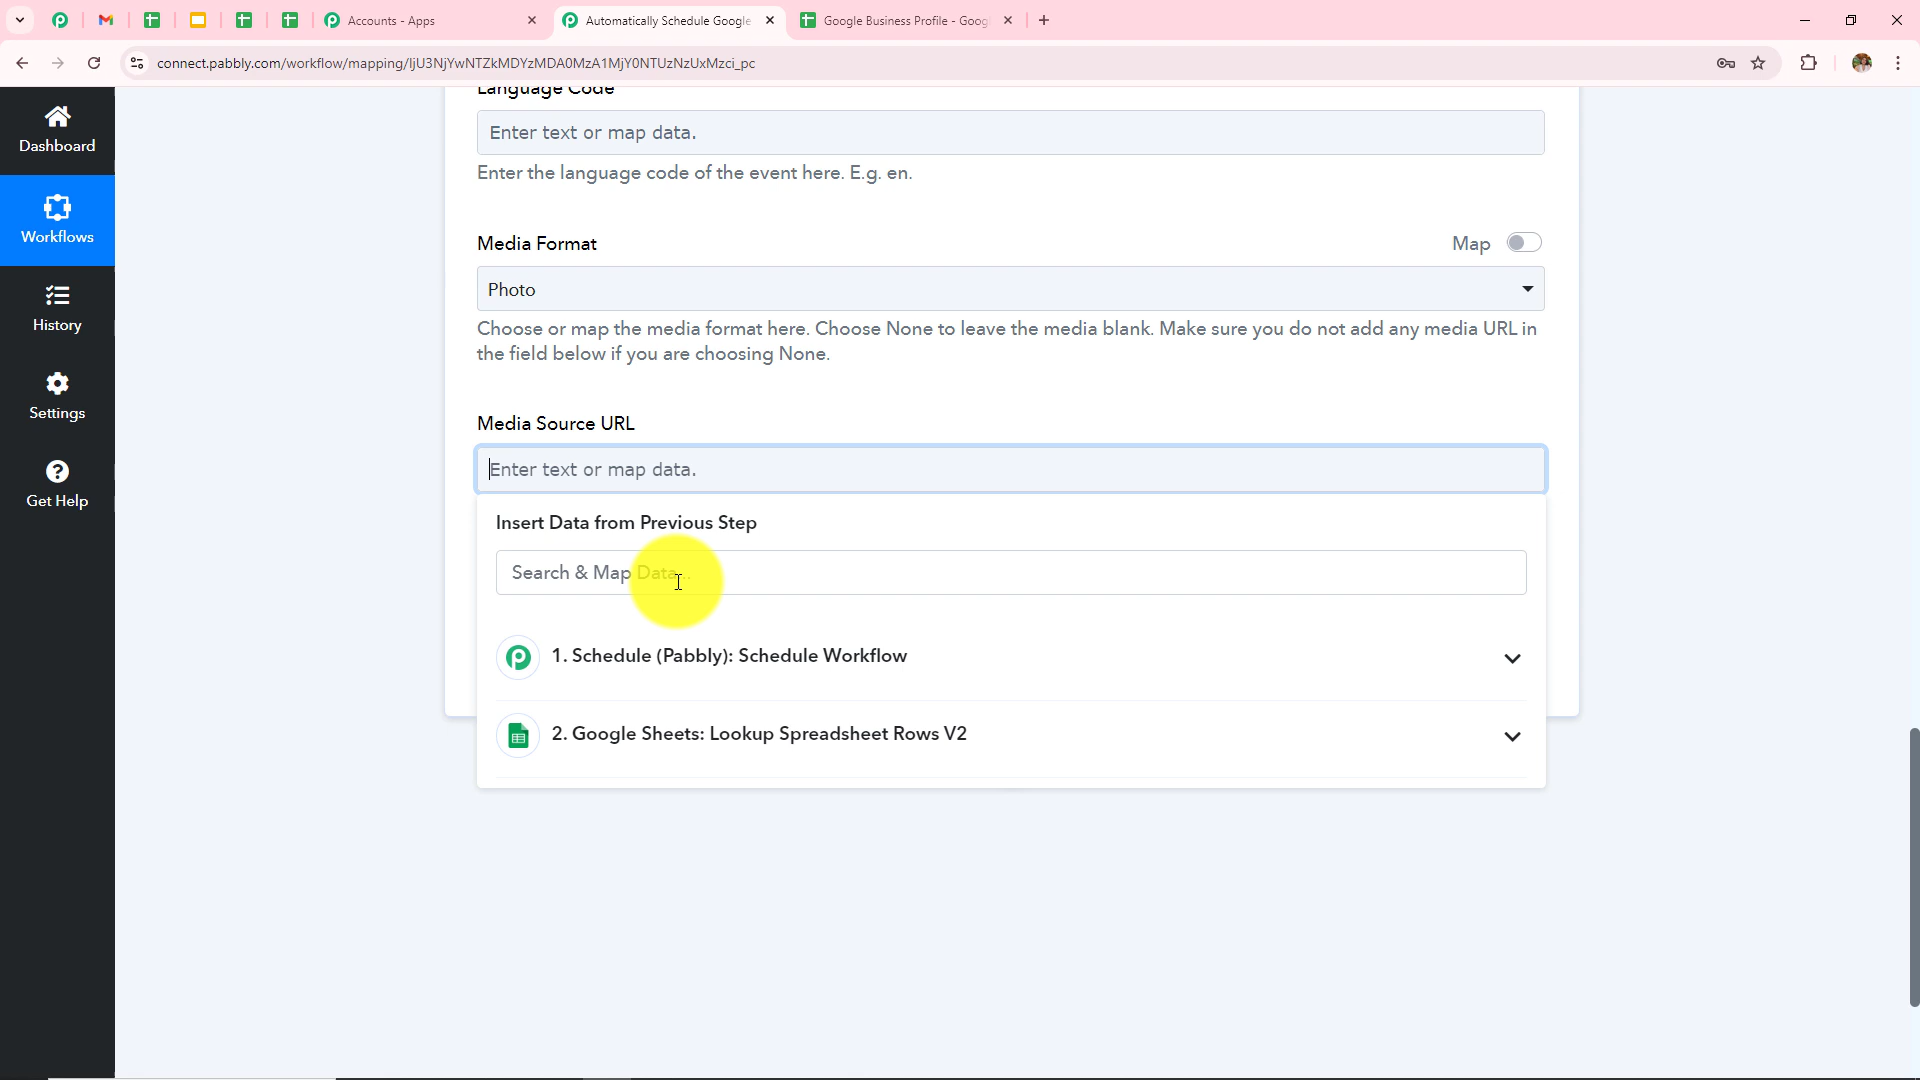 Accounts - Apps
Automatically Schedule Google
Google Business Profile - Goog
connect.pabbly.com/workflow/mapping/IjU3NjYwNTZkMDYzMDA0MzA1MjY0NTUzNzUxMzci_pc
Dashboard
Workflows
History
Settings
Get Help
Language Code
Enter text or map data.
Enter the language code of the event here. E.g. en.
Media Format
Map
Photo
Choose or map the media format here. Choose None to leave the media blank. Make sure you do not add any media URL in
the field below if you are choosing None.
Media Source URL
Enter text or map data.
Insert Data from Previous Step
Search & Map Data...
1. Schedule (Pabbly): Schedule Workflow
2. Google Sheets: Lookup Spreadsheet Rows V2